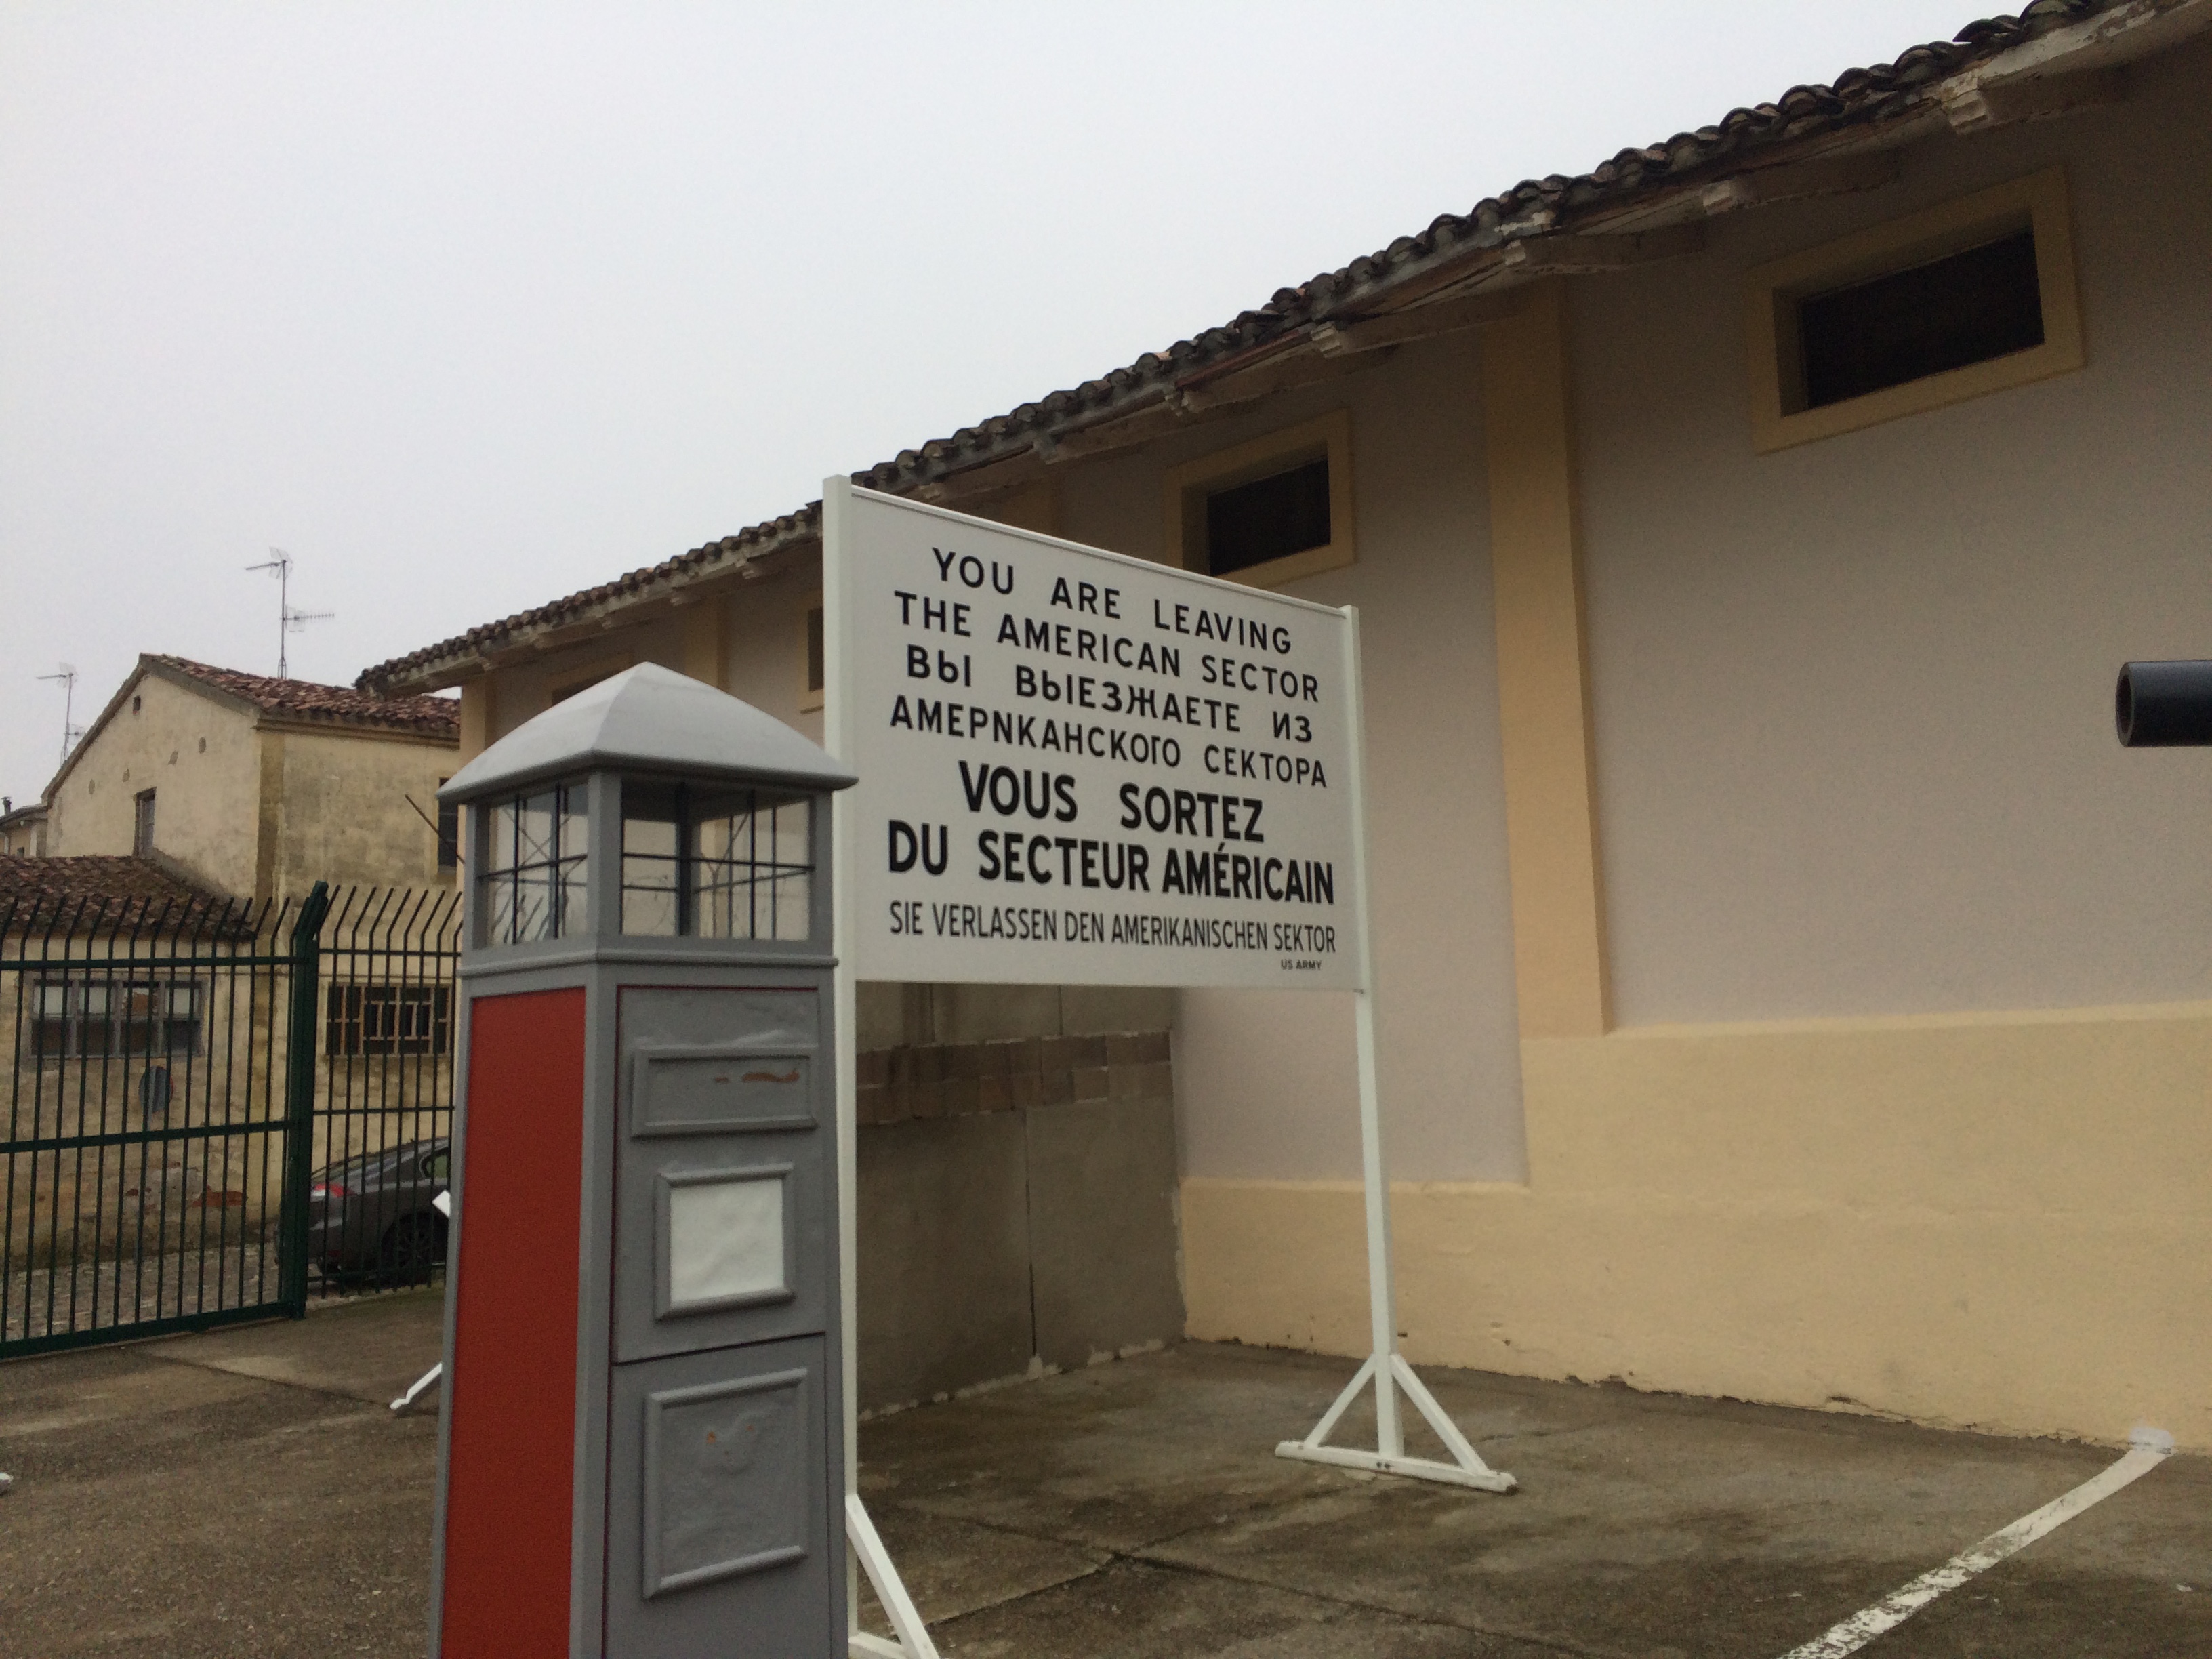 YOU ARE LEAVING
THE AMERICAN SECTOR
ВЫ ВЫЕЗЖАЕТЕ ИЗ
АМЕРNКАНСКОГО СЕКТОРА
VOUS SORTEZ
DU SECTEUR AMÉRICAIN
SIE VERLASSEN DEN AMERIKANISCHEN SEKTOR
US ARMY